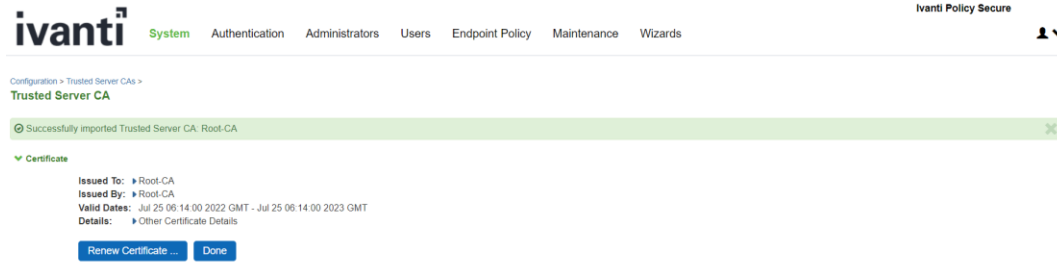 Ivanti Policy Secure
ivanti System Authentication Administrators Users Endpoint Policy Maintenance Wizards
Configuration > Trusted Server CAs >
Trusted Server CA
Successfully imported Trusted Server CA: Root-CA
Certificate
Issued To: Root-CA
Issued By: Root-CA
Valid Dates: Jul 25 06:14:00 2022 GMT - Jul 25 06:14:00 2023 GMT
Details: Other Certificate Details
Renew Certificate ... Done